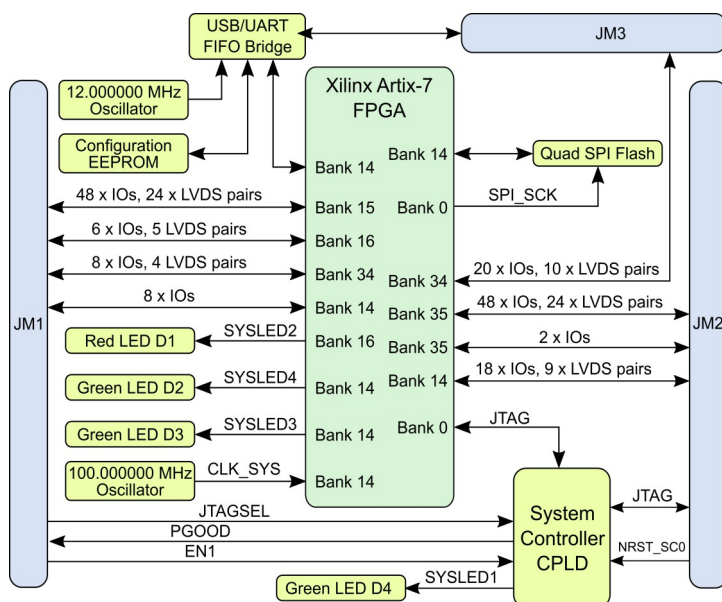 USB/UART
FIFO Bridge
JM3
12.000000 MHz
Oscillator
Xilinx Artix-7
FPGA
Configuration
EEPROM
Bank 14
Bank 14
Quad SPI Flash
48 x IOs, 24 x LVDS pairs
Bank 15
Bank 0
SPI_SCK
6 x IOs, 5 LVDS pairs
Bank 16
8 x IOs, 4 LVDS pairs
Bank 34
Bank 34
20 x IOs, 10 x LVDS pairs
JM1
8 x IOs
Bank 14
Bank 35
48 x IOs, 24 x LVDS pairs
JM2
Red LED D1
SYSLED2
Bank 16
Bank 35
2 x IOs
Green LED D2
SYSLED4
Bank 14
Bank 14
18 x IOs, 9 x LVDS pairs
Green LED D3
SYSLED3
Bank 14
Bank 0
JTAG
100.000000 MHz
Oscillator
CLK_SYS
Bank 14
JTAGSEL
PGOOD
EN1
System
Controller
CPLD
JTAG
NRST_SC0
Green LED D4
SYSLED1